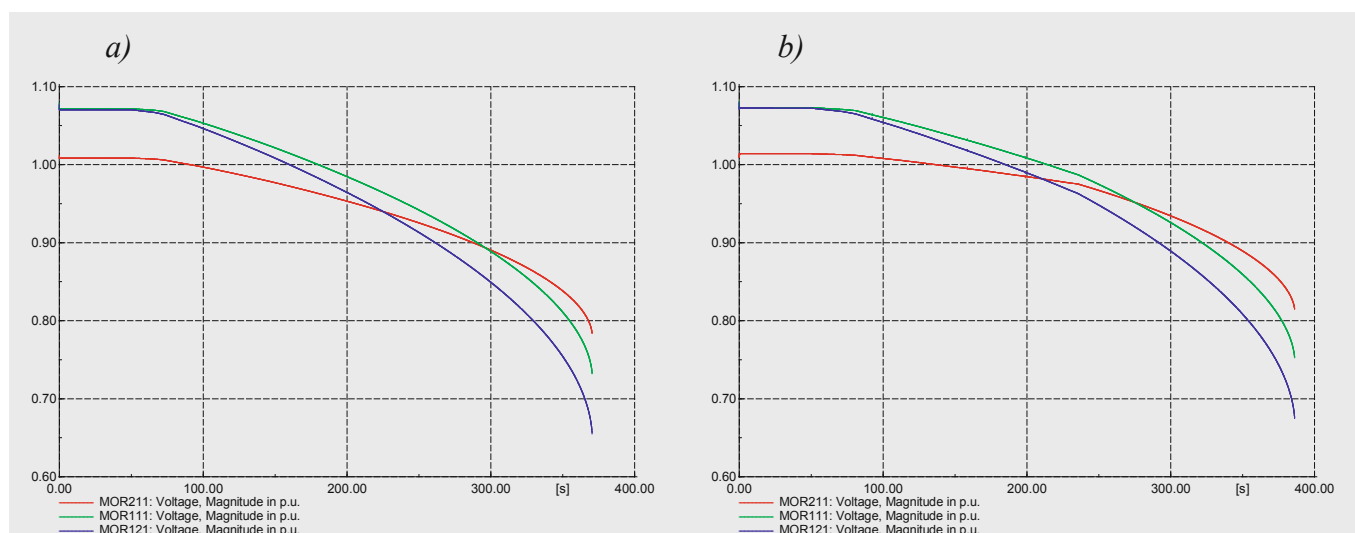 a)
b)
1.10
1.00
0.90
0.80
0.70
0.60
0.00 100.00 200.00 300.00 [s] 400.00
MOR211: Voltage, Magnitude in p.u.
MOR111: Voltage, Magnitude in p.u.
MOR121: Voltage, Magnitude in p.u.
1.10
1.00
0.90
0.80
0.70
0.60
0.00 100.00 200.00 300.00 [s] 400.00
MOR211: Voltage, Magnitude in p.u.
MOR111: Voltage, Magnitude in p.u.
MOR121: Voltage, Magnitude in p.u.